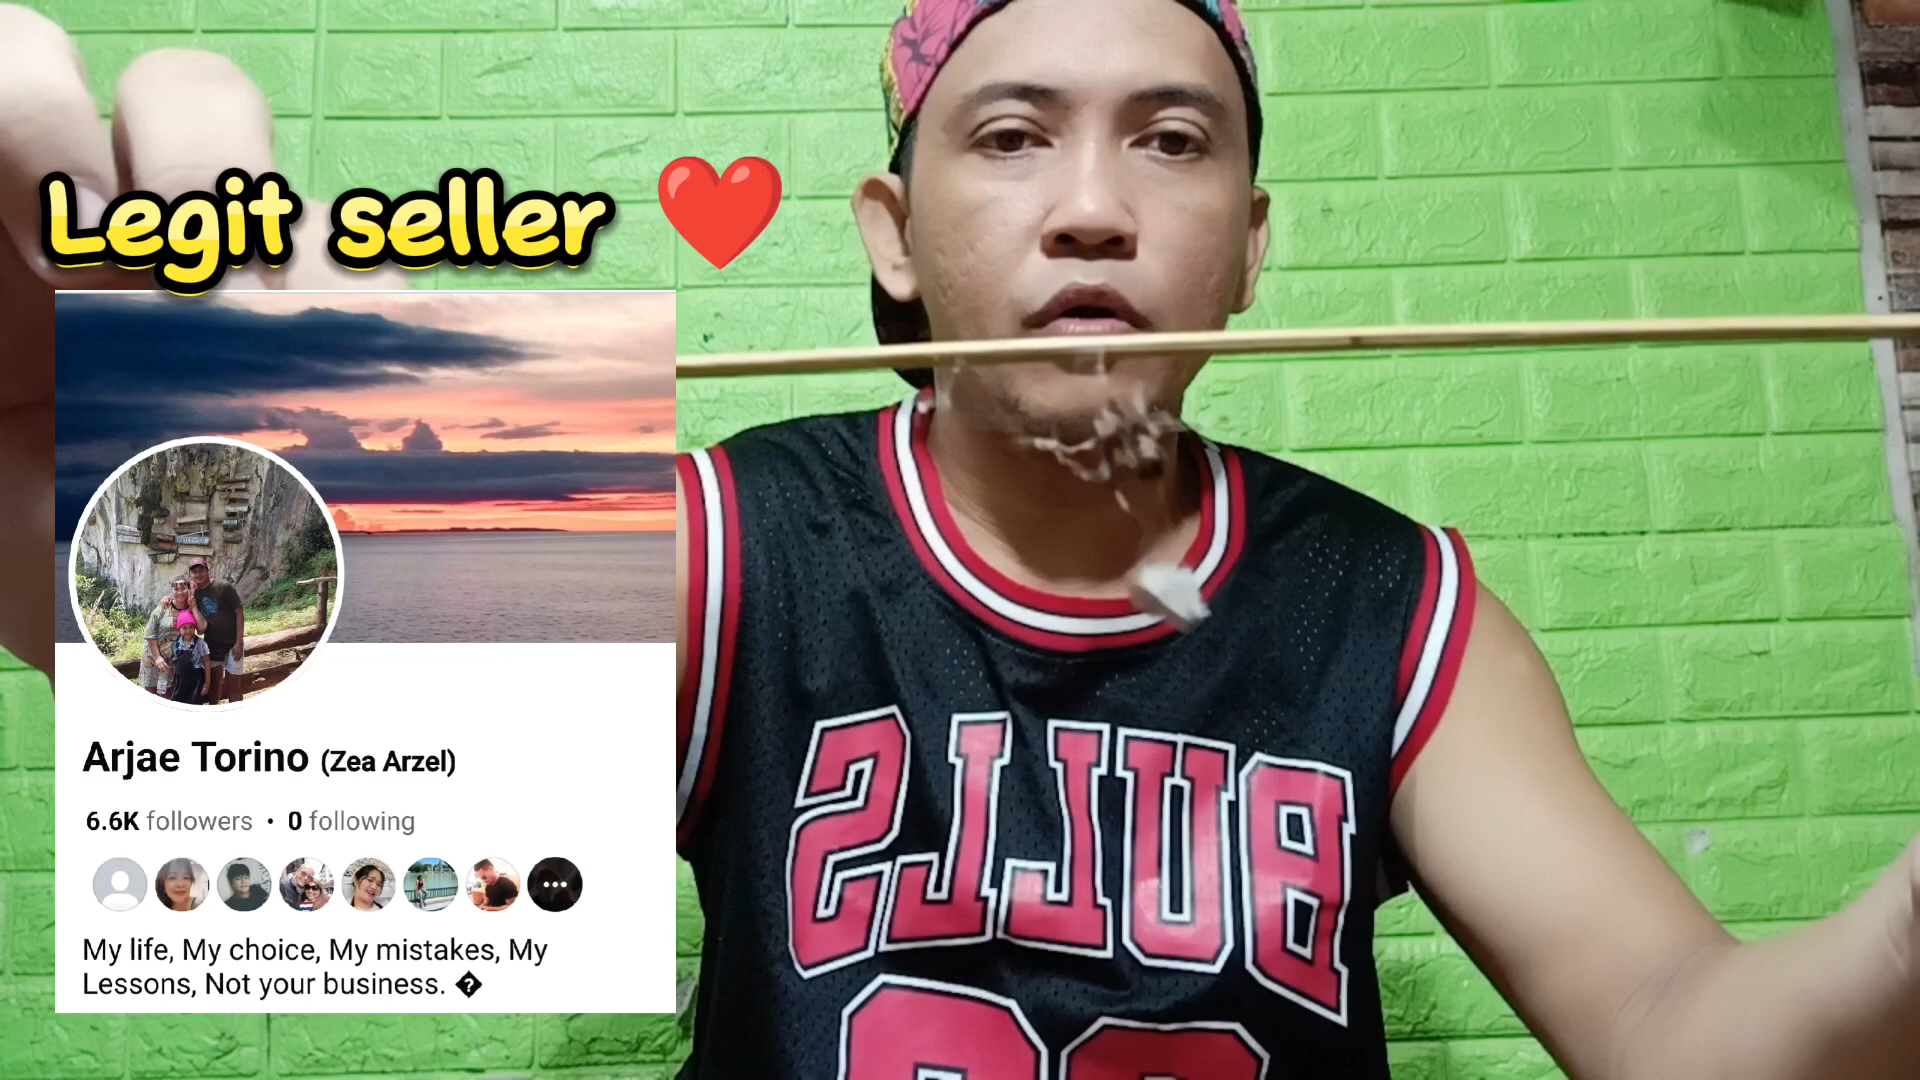 Legit seller ❤️
Arjae Torino (Zea Arzel)
6.6K followers • 0 following
My life, My choice, My mistakes, My
Lessons, Not your business. �
BULLS